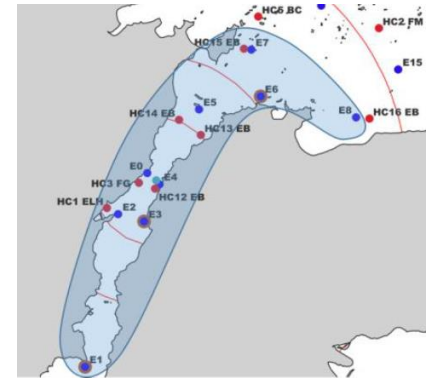 HC5 BC
HC2 FM
HC15 EB
E7
E15
E6
E5
E8
HC16 EB
HC14 EB
HC13 EB
E0
E4
HC3 FG
HC12 EB
HC1 ELH
E2
E3
E1